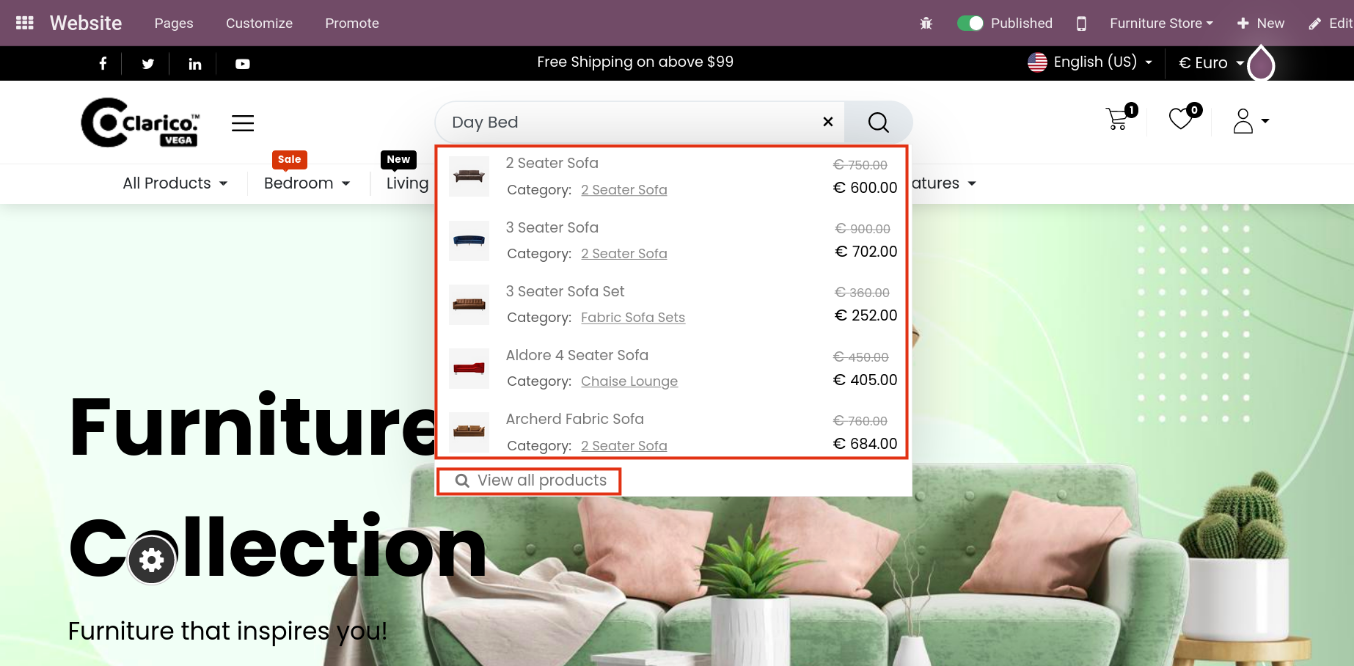 Website Pages Customize Promote Published Furniture Store New Edit
Free Shipping on above $99 English (US) € Euro
Clarico.™
VEGA
Day Bed
1
0
Sale New
All Products Bedroom Living
2 Seater Sofa € 750.00
Category: 2 Seater Sofa € 600.00
3 Seater Sofa € 900.00
Category: 2 Seater Sofa € 702.00
3 Seater Sofa Set € 360.00
Category: Fabric Sofa Sets € 252.00
Aldore 4 Seater Sofa € 450.00
Category: Chaise Lounge € 405.00
Archerd Fabric Sofa € 760.00
Category: 2 Seater Sofa € 684.00
View all products
atures
Furniture
Collection
Furniture that inspires you!